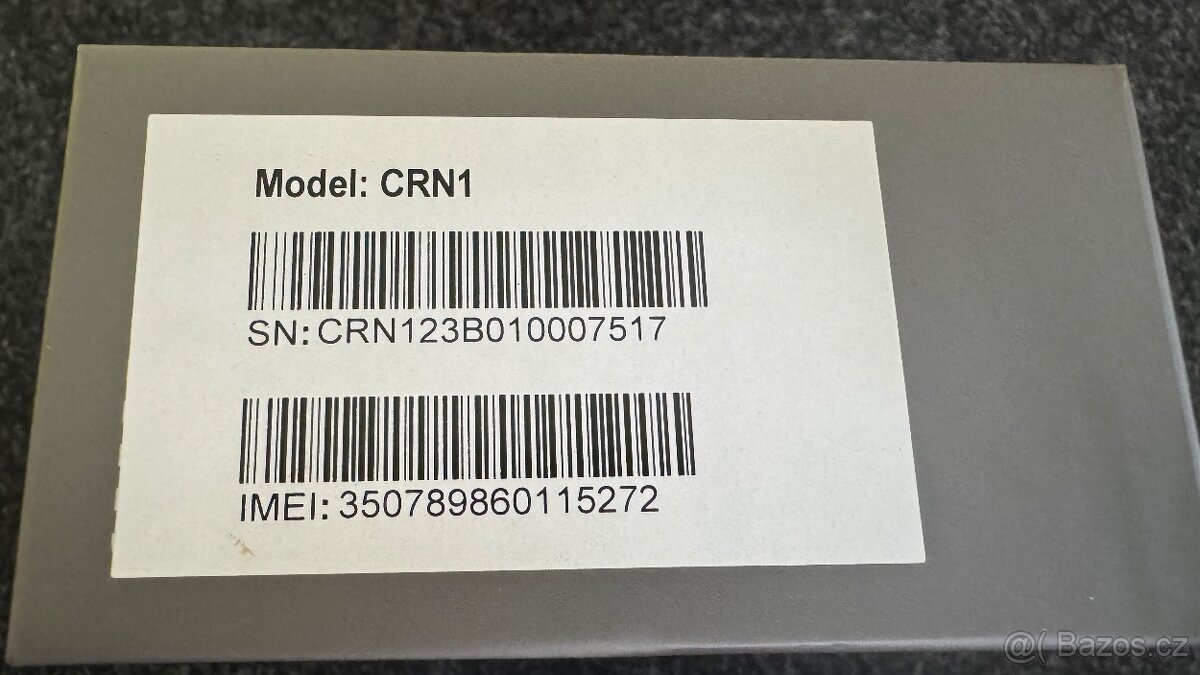 Model: CRN1
SN:CRN123B010007517
IMEI: 350789860115272
@( Bazos.cz